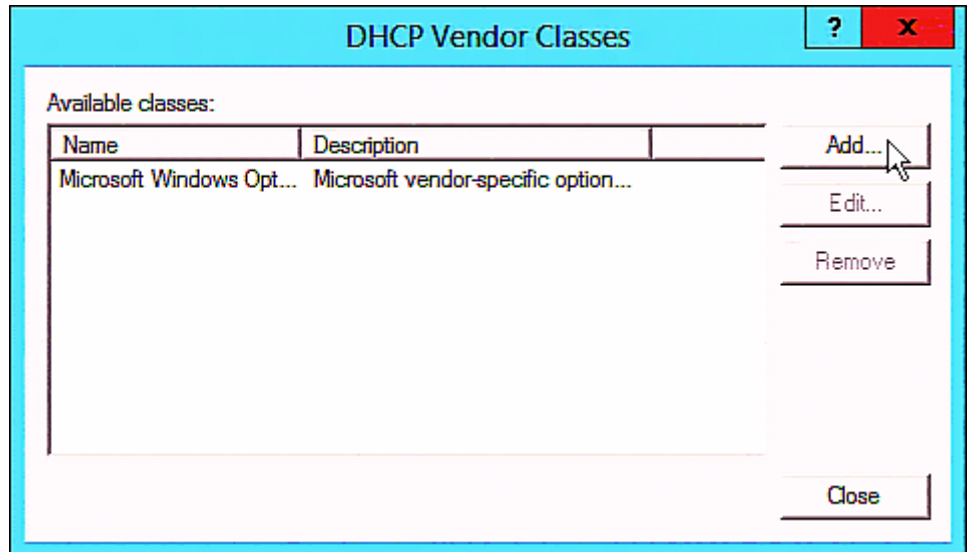 DHCP Vendor Classes ? x
Available classes:
Name Description
Add...
Microsoft Windows Opt... Microsoft vendor-specific option...
Edit...
Remove
Close